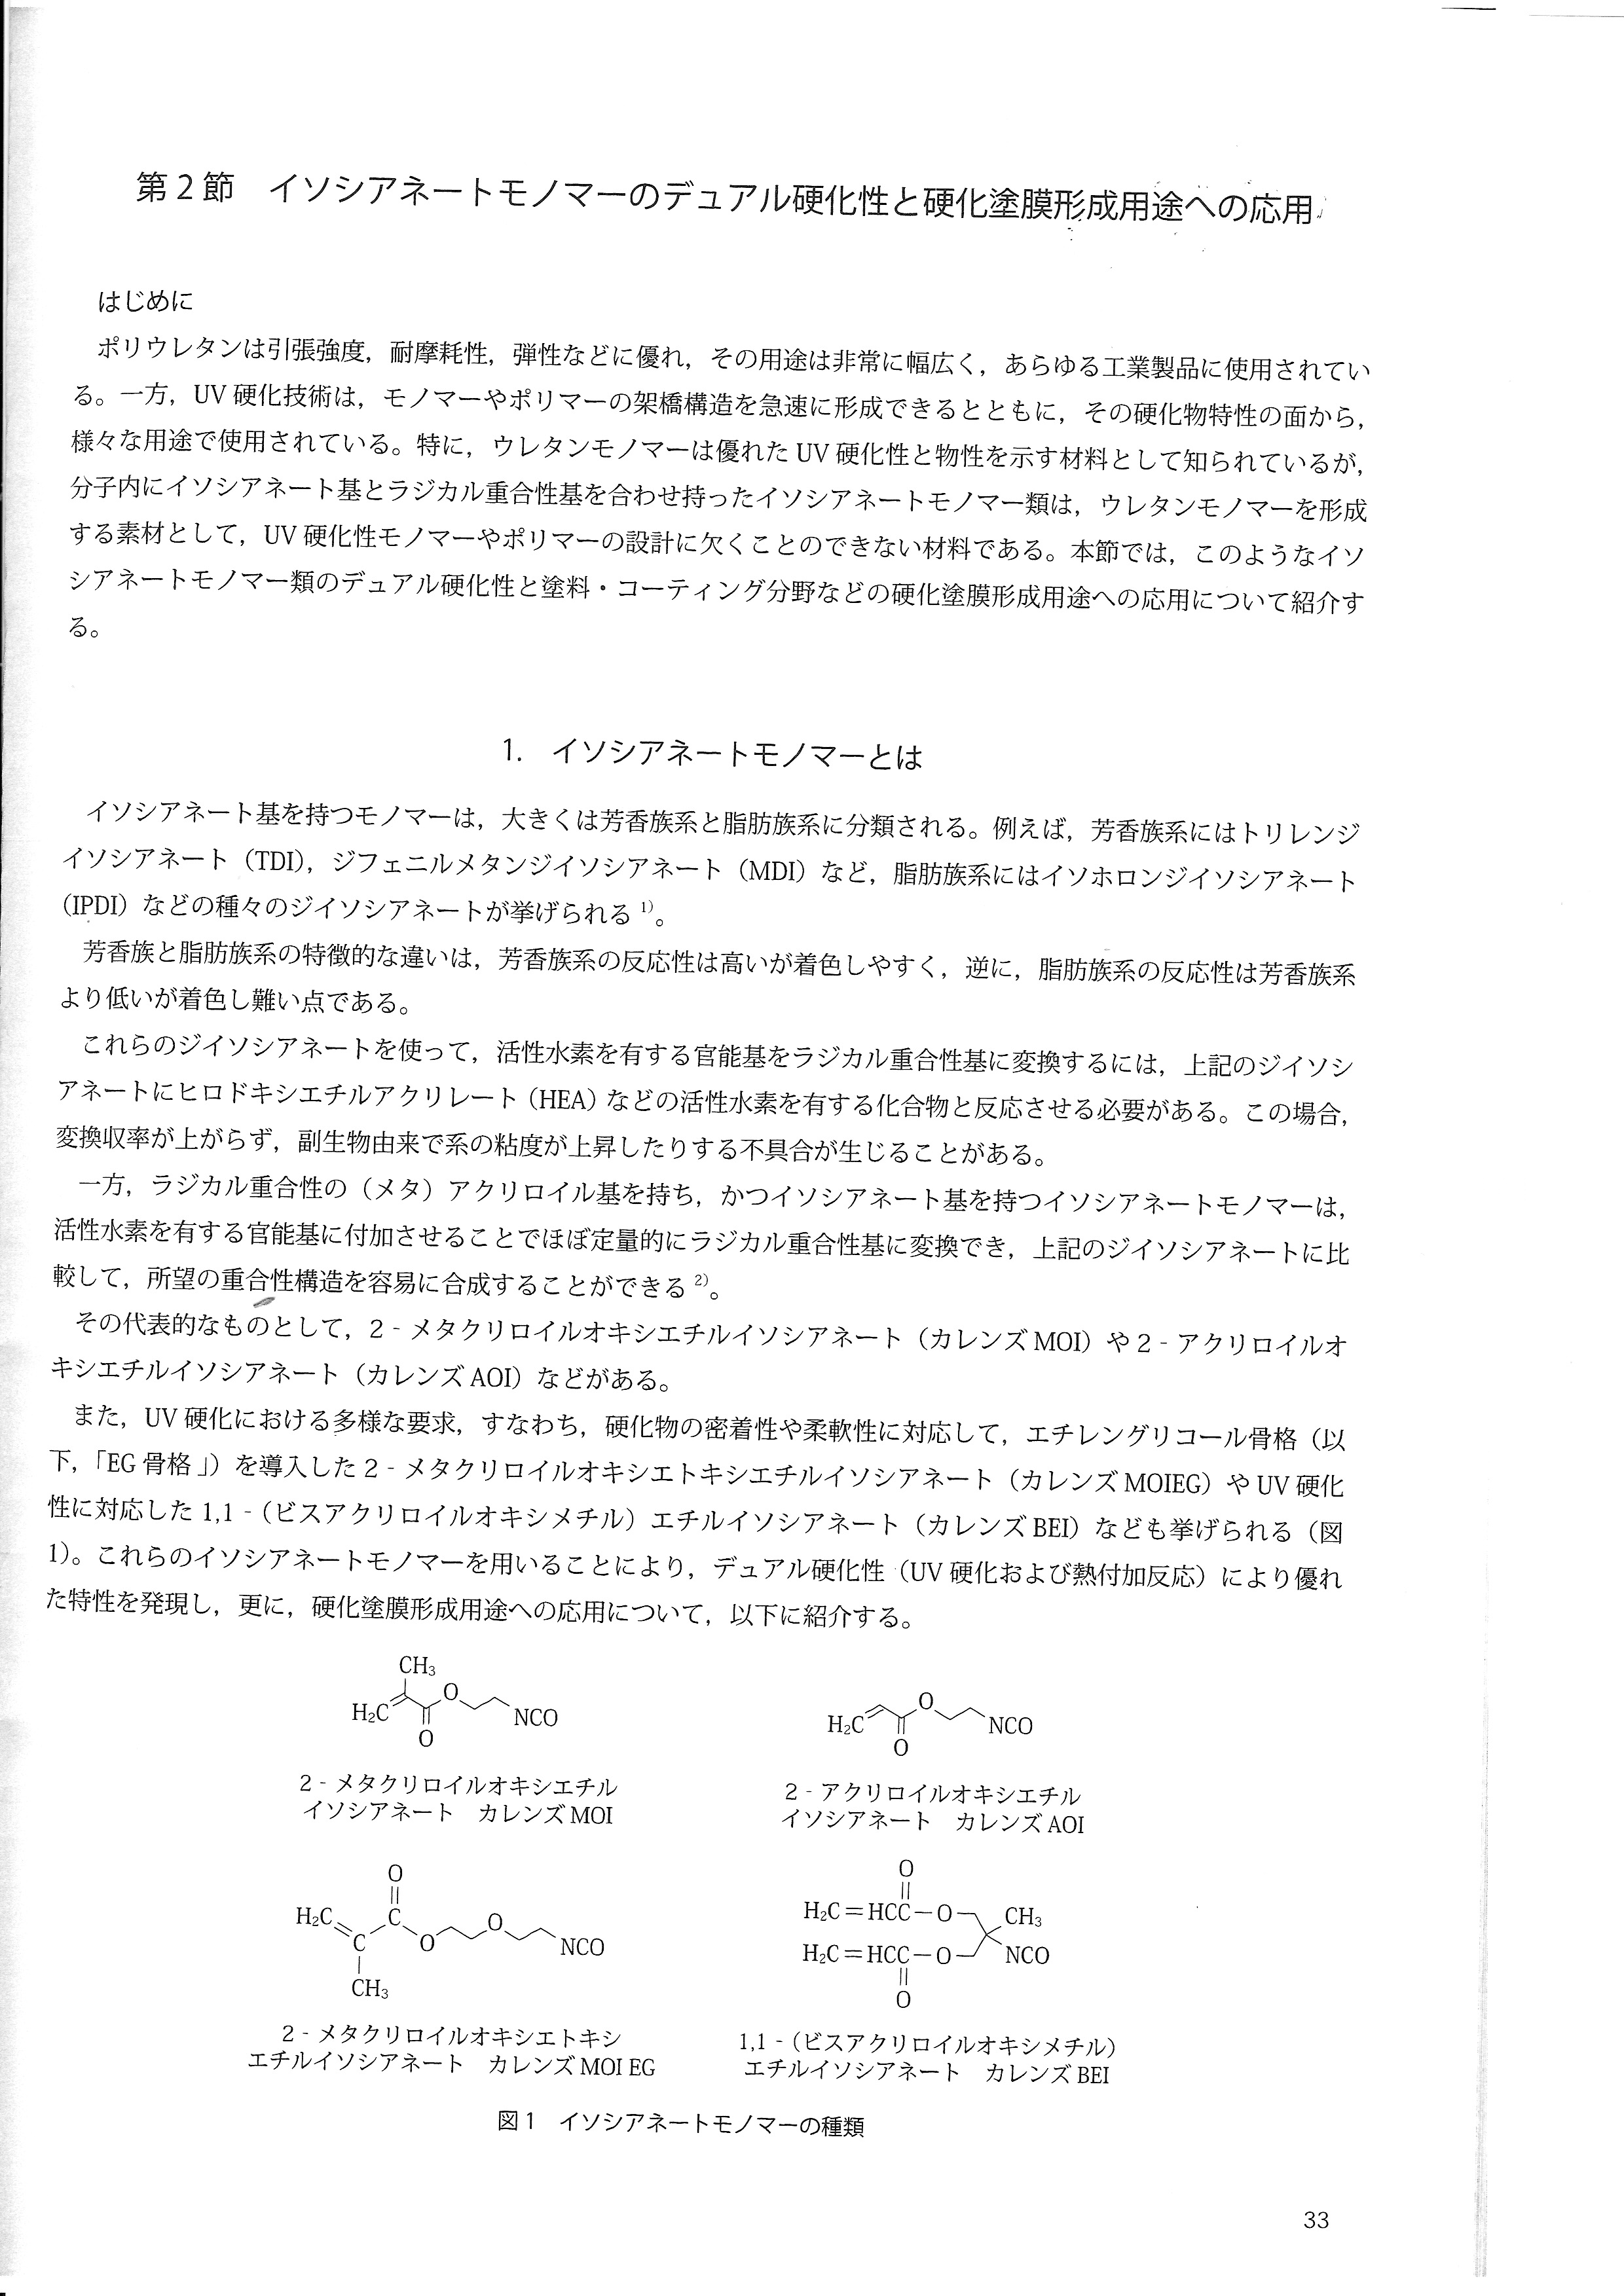 第2節　イソシアネートモノマーのデュアル硬化性と硬化塗膜形成用途への応用
はじめに
ポリウレタンは引張強度，耐摩耗性，弾性などに優れ，その用途は非常に幅広く，あらゆる工業製品に使用されてい
る。一方，UV 硬化技術は，モノマーやポリマーの架橋構造を急速に形成できるとともに，その硬化物特性の面から，
様々な用途で使用されている。特に，ウレタンモノマーは優れた UV 硬化性と物性を示す材料として知られているが，
分子内にイソシアネート基とラジカル重合性基を合わせ持ったイソシアネートモノマー類は，ウレタンモノマーを形成
する素材として，UV 硬化性モノマーやポリマーの設計に欠くことのできない材料である。本節では，このようなイソ
シアネートモノマー類のデュアル硬化性と塗料・コーティング分野などの硬化塗膜形成用途への応用について紹介す
る。
1.　イソシアネートモノマーとは
イソシアネート基を持つモノマーは，大きくは芳香族系と脂肪族系に分類される。例えば，芳香族系にはトリレンジ
イソシアネート（TDI），ジフェニルメタンジイソシアネート（MDI）など，脂肪族系にはイソホロンジイソシアネート
（IPDI）などの種々のジイソシアネートが挙げられる 1)。
芳香族と脂肪族系の特徴的な違いは，芳香族系の反応性は高いが着色しやすく，逆に，脂肪族系の反応性は芳香族系
より低いが着色し難い点である。
これらのジイソシアネートを使って，活性水素を有する官能基をラジカル重合性基に変換するには，上記のジイソシ
アネートにヒロドキシエチルアクリレート（HEA）などの活性水素を有する化合物と反応させる必要がある。この場合，
変換収率が上がらず，副生物由来で系の粘度が上昇したりする不具合が生じることがある。
一方，ラジカル重合性の（メタ）アクリロイル基を持ち，かつイソシアネート基を持つイソシアネートモノマーは，
活性水素を有する官能基に付加させることでほぼ定量的にラジカル重合性基に変換でき，上記のジイソシアネートに比
較して，所望の重合性構造を容易に合成することができる 2)。
その代表的なものとして，2 - メタクリロイルオキシエチルイソシアネート（カレンズ MOI）や 2 - アクリロイルオ
キシエチルイソシアネート（カレンズ AOI）などがある。
また，UV 硬化における多様な要求，すなわち，硬化物の密着性や柔軟性に対応して，エチレングリコール骨格（以
下，「EG 骨格」）を導入した 2 - メタクリロイルオキシエトキシエチルイソシアネート（カレンズ MOIEG）や UV 硬化
性に対応した 1,1 -（ビスアクリロイルオキシメチル）エチルイソシアネート（カレンズ BEI）なども挙げられる（図
1）。これらのイソシアネートモノマーを用いることにより，デュアル硬化性（UV 硬化および熱付加反応）により優れ
た特性を発現し，更に，硬化塗膜形成用途への応用について，以下に紹介する。
CH3
H2C O NCO
O
H2C O NCO
O
2 - メタクリロイルオキシエチル
イソシアネート　カレンズ MOI
2 - アクリロイルオキシエチル
イソシアネート　カレンズ AOI
O
H2C C O
C O NCO
CH3
O
H2C=HCC－O CH3
H2C=HCC－O NCO
O
2 - メタクリロイルオキシエトキシ
エチルイソシアネート　カレンズ MOI EG
1,1 -（ビスアクリロイルオキシメチル）
エチルイソシアネート　カレンズ BEI
図 1　イソシアネートモノマーの種類
33